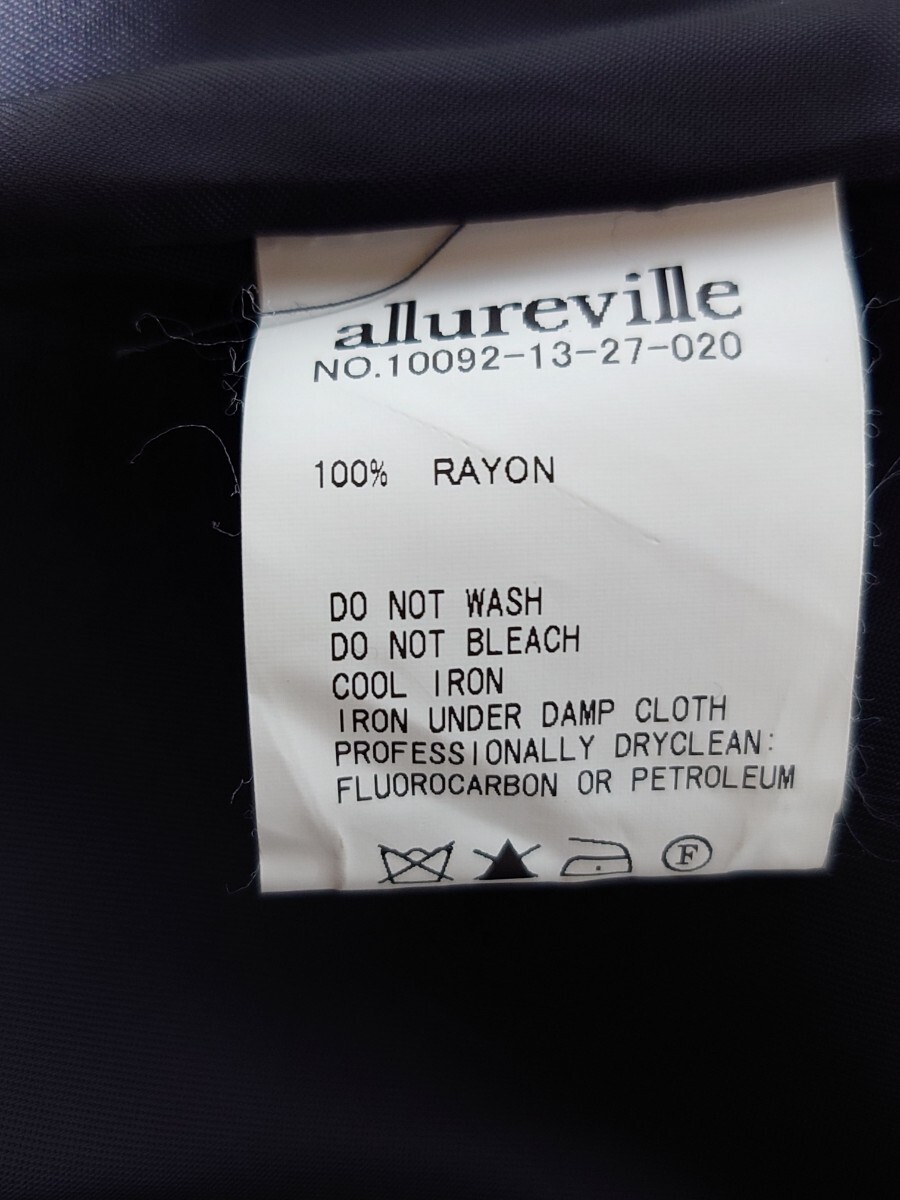 allureville
NO.10092-13-27-020
100% RAYON
DO NOT WASH
DO NOT BLEACH
COOL IRON
IRON UNDER DAMP CLOTH
PROFESSIONALLY DRYCLEAN:
FLUOROCARBON OR PETROLEUM
F